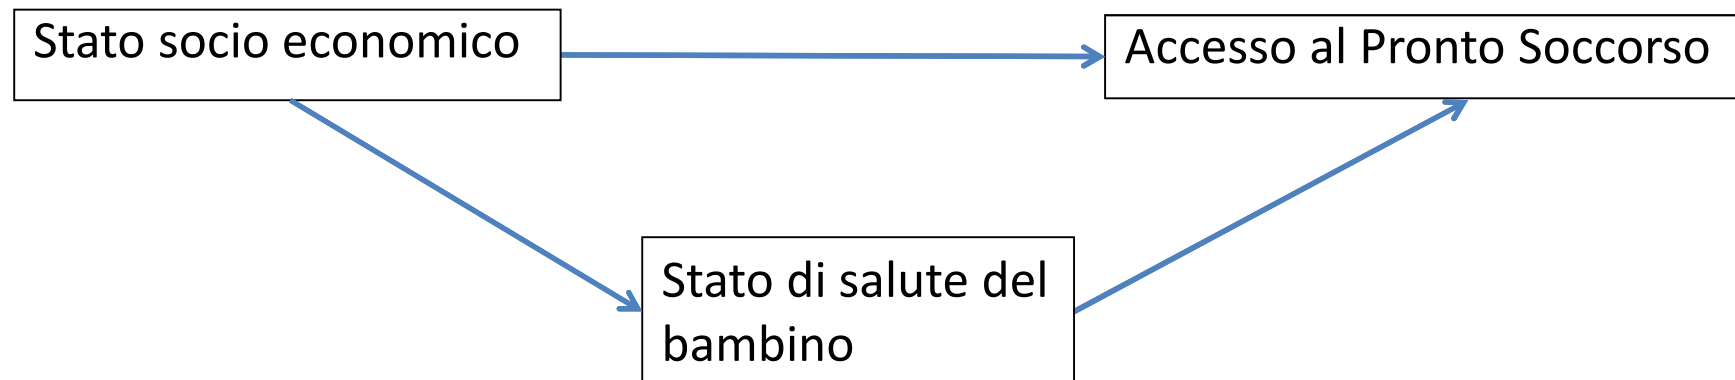 Stato socio economico
Accesso al Pronto Soccorso
Stato di salute del
bambino